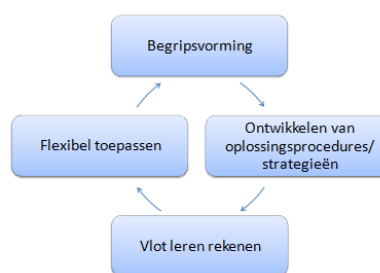 Begripsvorming
Flexibel toepassen
Ontwikkelen van
oplossingsprocedures/
strategieën
Vlot leren rekenen